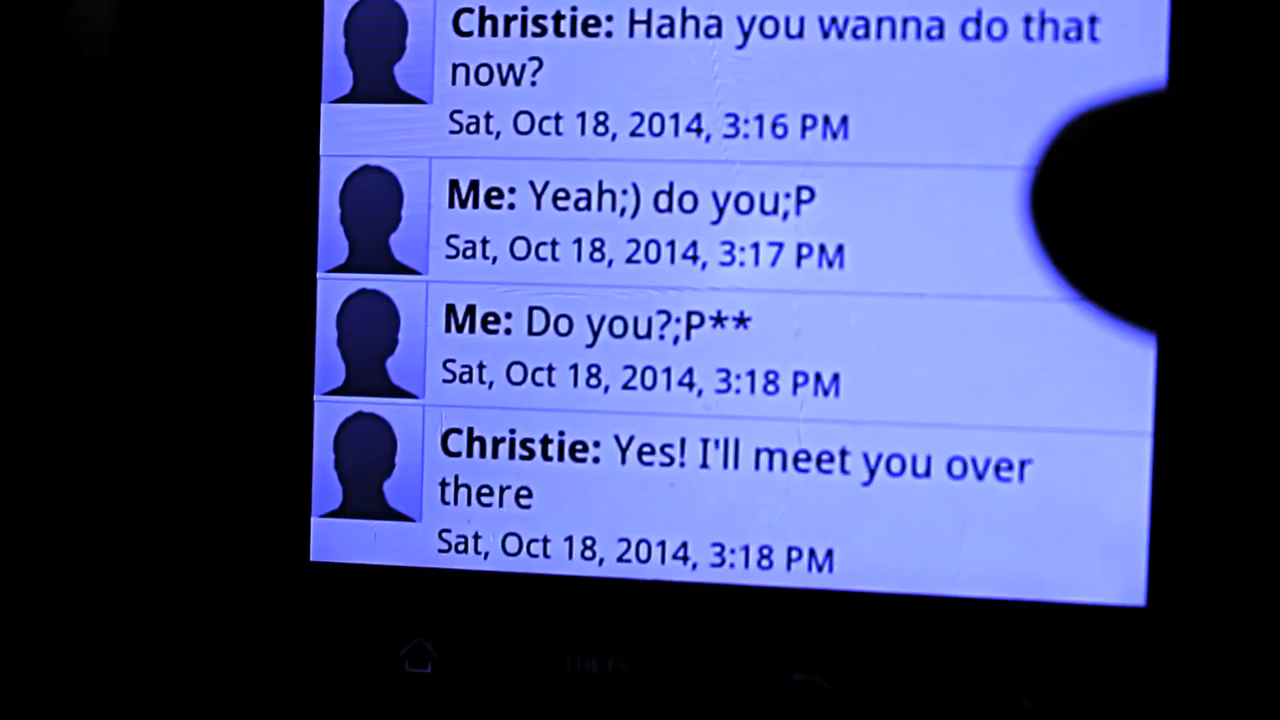 Christie: Haha you wanna do that
now?
Sat, Oct 18, 2014, 3:16 PM
Me: Yeah;) do you;P
Sat, Oct 18, 2014, 3:17 PM
Me: Do you?;P**
Sat, Oct 18, 2014, 3:18 PM
Christie: Yes! I'll meet you over
there
Sat, Oct 18, 2014, 3:18 PM